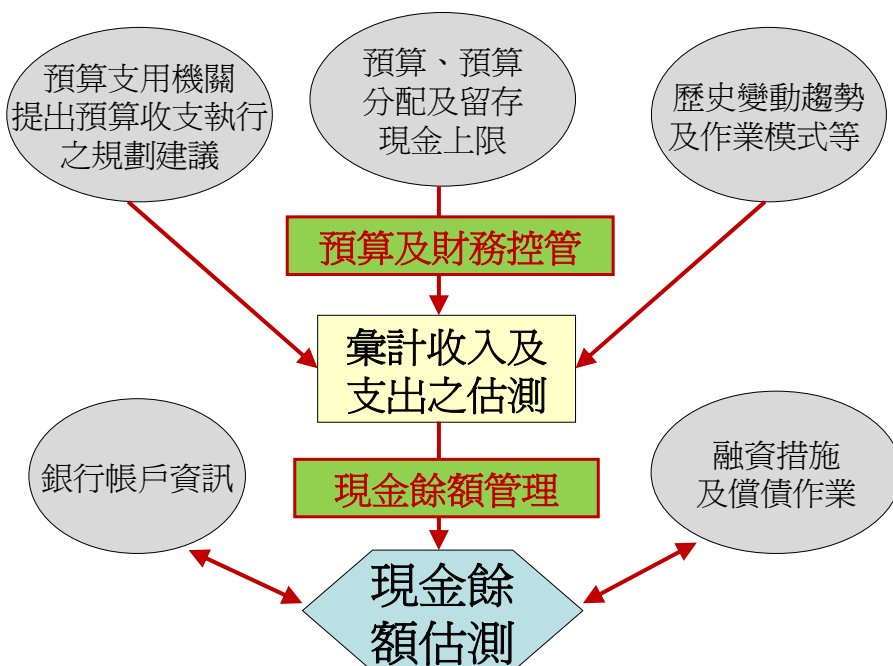 預算支用機關
提出預算收支執行
之規劃建議
預算、預算
分配及留存
現金上限
歷史變動趨勢
及作業模式等
預算及財務控管
彙計收入及
支出之估測
銀行帳戶資訊
現金餘額管理
融資措施
及償債作業
現金餘
額估測